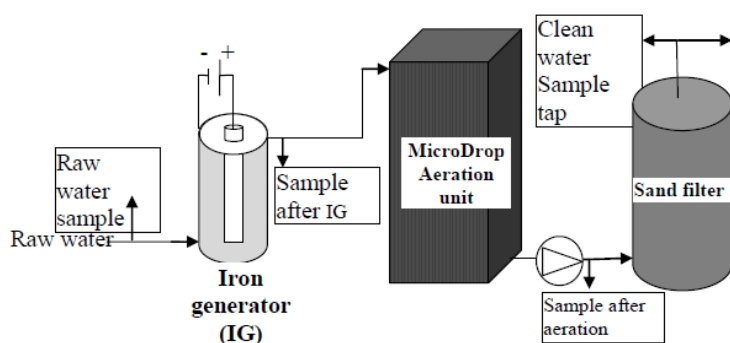 - +
Raw
water
sample
Raw water
Iron
generator
(IG)
Sample
after IG
MicroDrop
Aeration
unit
Sample after
aeration
Clean
water
Sample
tap
Sand filter